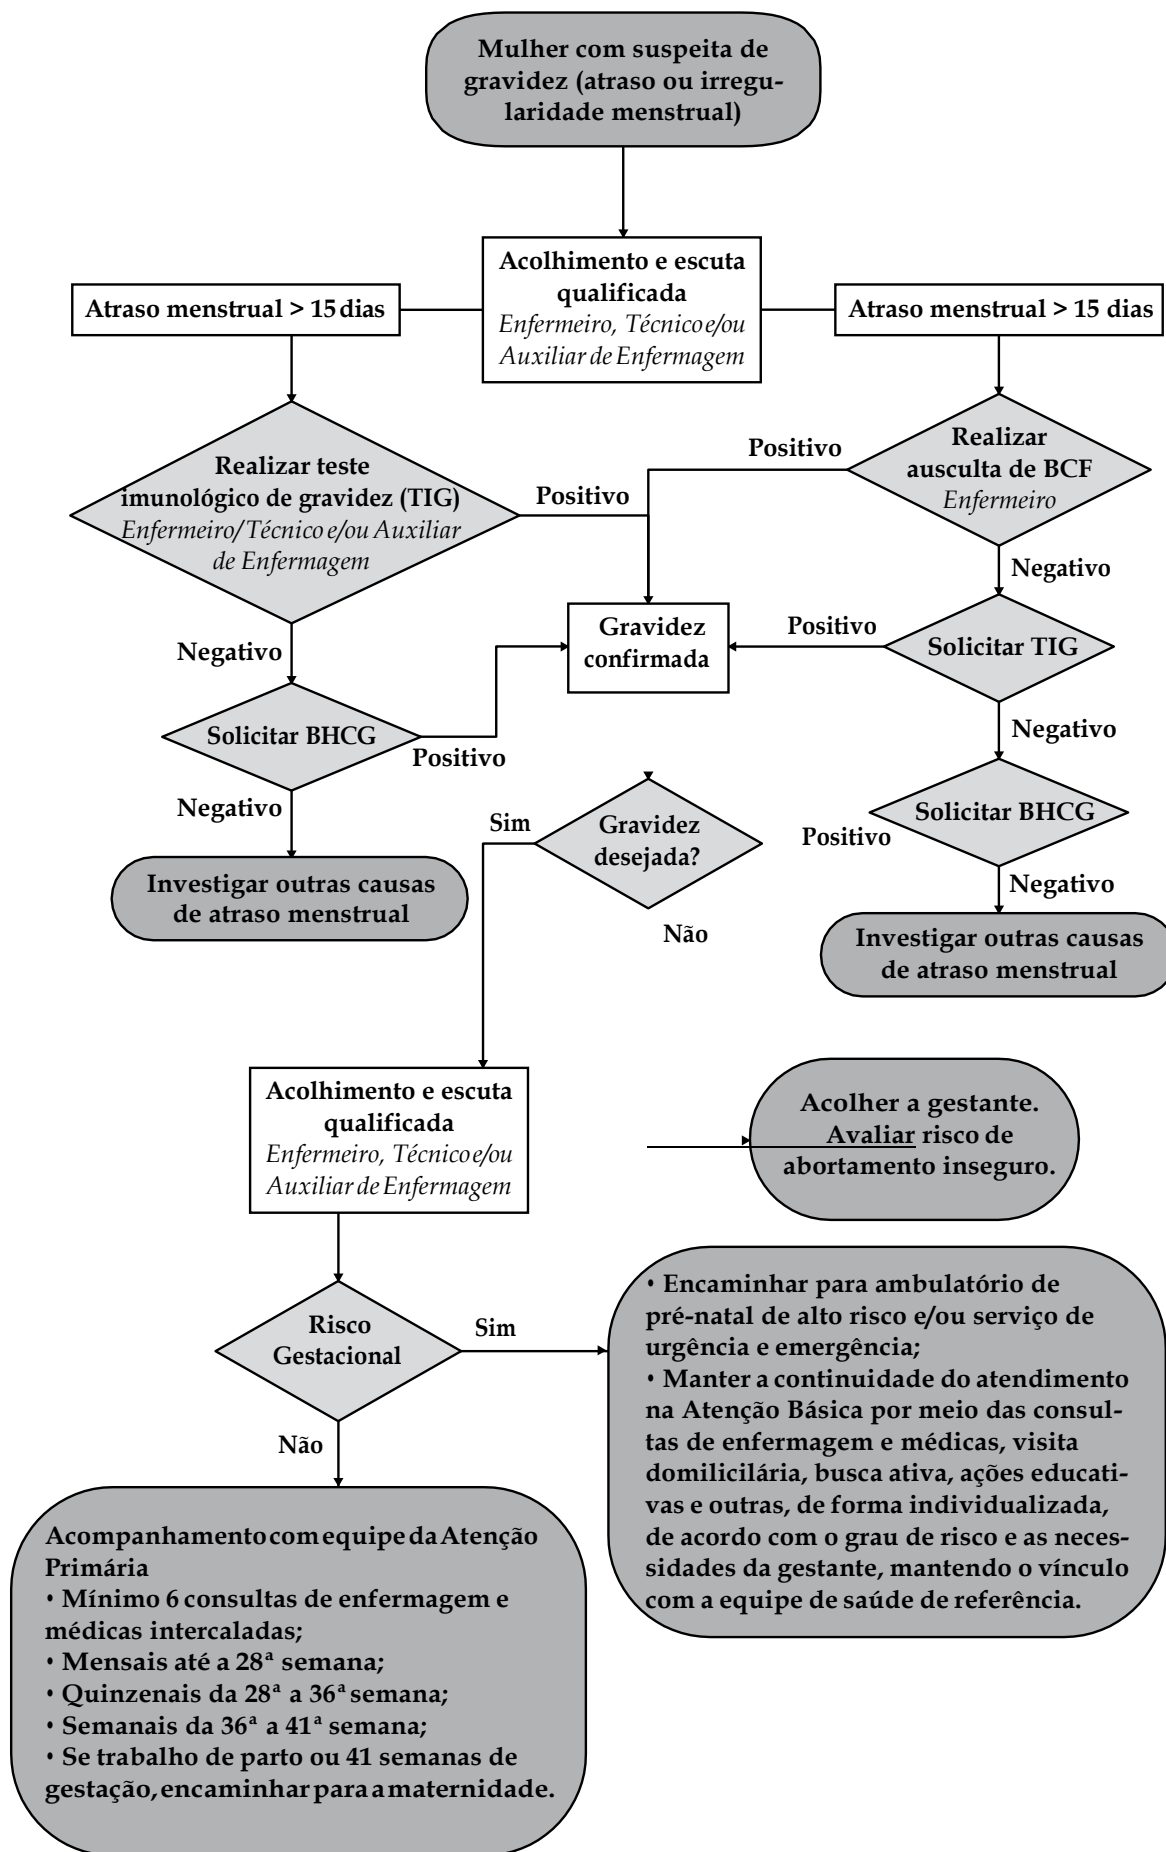 Mulher com suspeita de
gravidez (atraso ou irregu-
laridade menstrual)
Acolhimento e escuta
qualificada
Enfermeiro, Técnico e/ou
Auxiliar de Enfermagem
Atraso menstrual > 15 dias
Atraso menstrual > 15 dias
Realizar teste
imunológico de gravidez (TIG)
Enfermeiro/Técnico e/ou Auxiliar
de Enfermagem
Positivo
Positivo
Realizar
ausculta de BCF
Enfermeiro
Negativo
Negativo
Gravidez
confirmada
Positivo
Solicitar TIG
Solicitar BHCG
Positivo
Negativo
Negativo
Solicitar BHCG
Positivo
Negativo
Sim
Gravidez
desejada?
Não
Investigar outras causas
de atraso menstrual
Investigar outras causas
de atraso menstrual
Acolhimento e escuta
qualificada
Enfermeiro, Técnico e/ou
Auxiliar de Enfermagem
Acolher a gestante.
Avaliar risco de
abortamento inseguro.
Risco
Gestacional
Sim
Não
• Encaminhar para ambulatório de
pré-natal de alto risco e/ou serviço de
urgência e emergência;
• Manter a continuidade do atendimento
na Atenção Básica por meio das consul-
tas de enfermagem e médicas, visita
domilicilária, busca ativa, ações educati-
vas e outras, de forma individualizada,
de acordo com o grau de risco e as neces-
sidades da gestante, mantendo o vínculo
com a equipe de saúde de referência.
Acompanhamento com equipe da Atenção
Primária
• Mínimo 6 consultas de enfermagem e
médicas intercaladas;
• Mensais até a 28ª semana;
• Quinzenais da 28ª a 36ª semana;
• Semanais da 36ª a 41ª semana;
• Se trabalho de parto ou 41 semanas de
gestação, encaminhar para a maternidade.